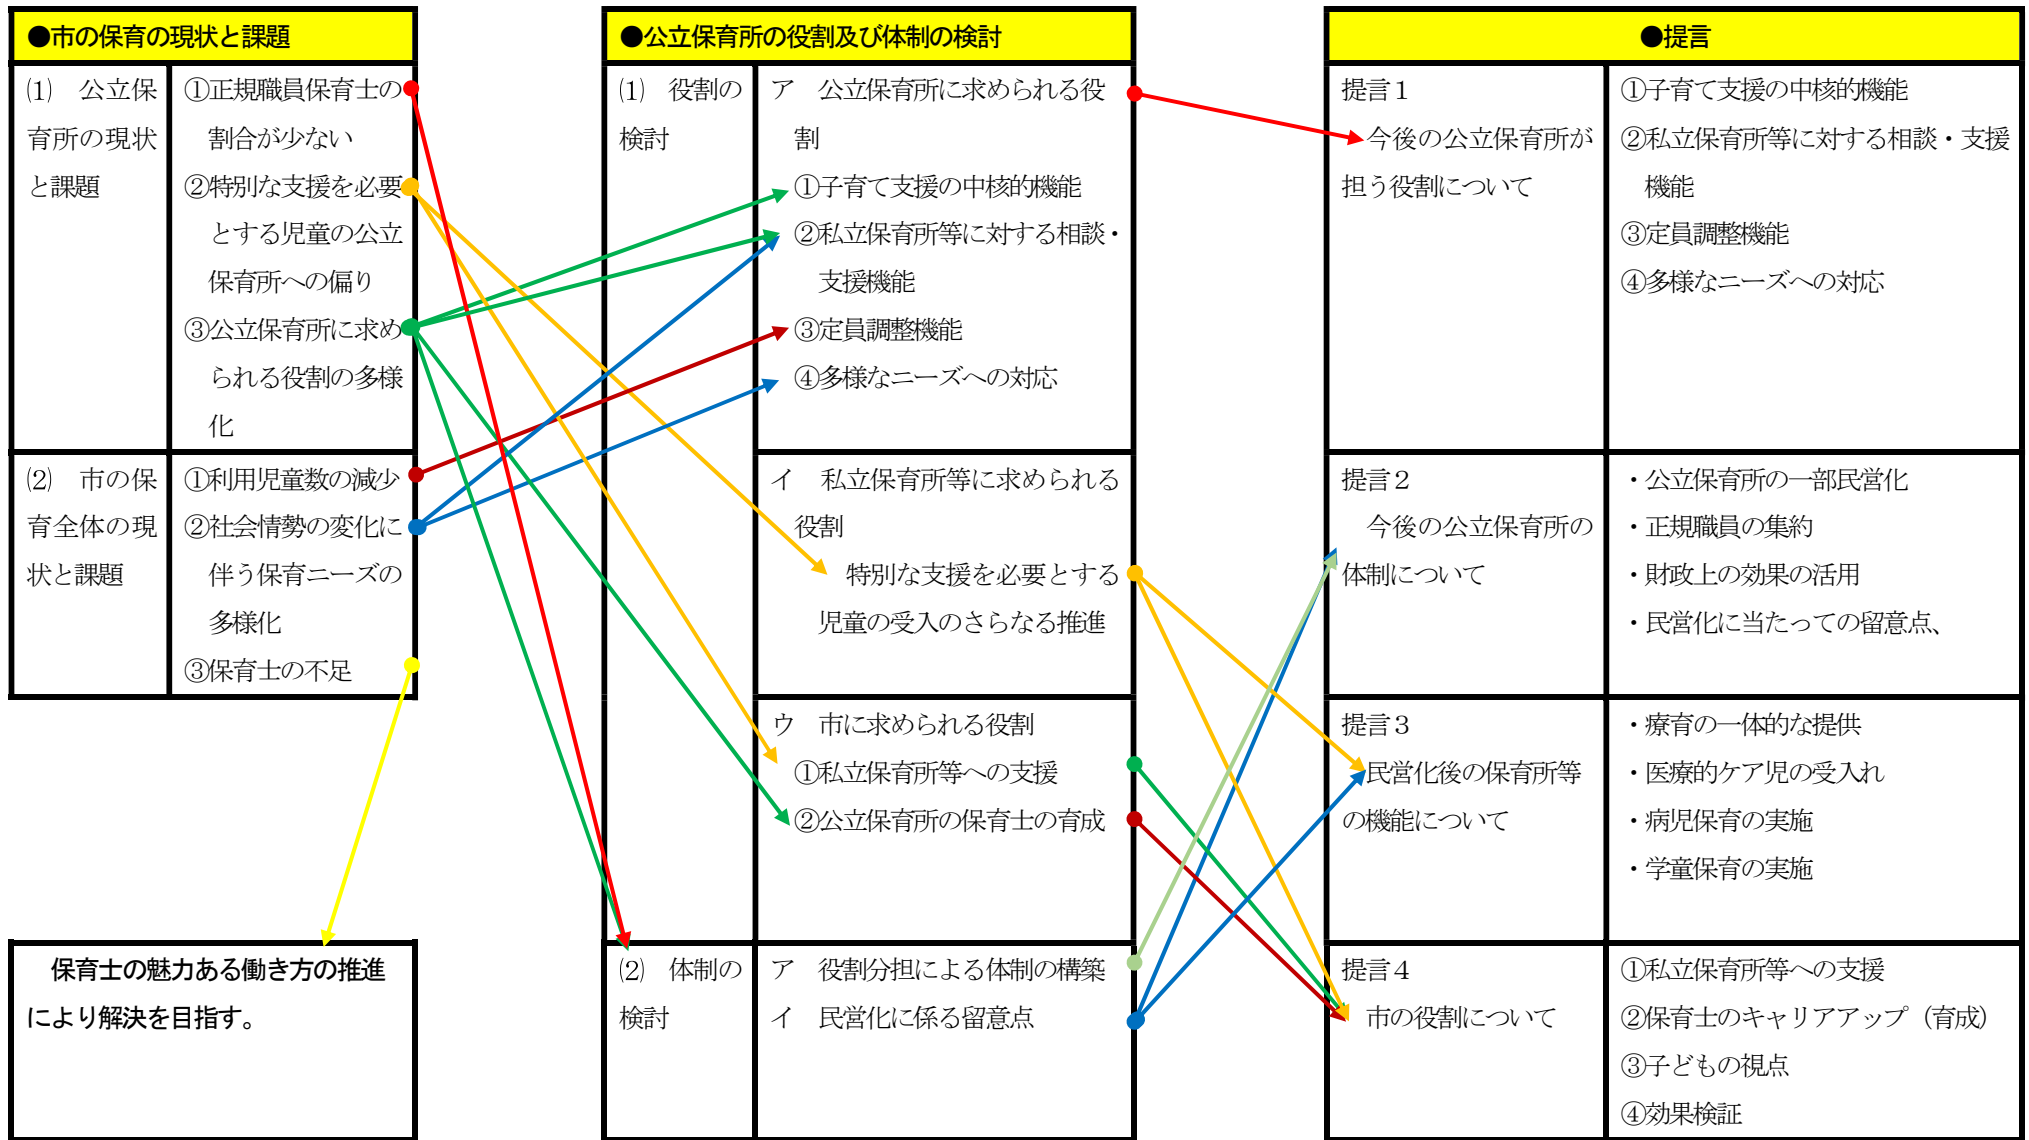 ●市の保育の現状と課題
⑴　公立保
育所の現状
と課題
①正規職員保育士の
割合が少ない
②特別な支援を必要
とする児童の公立
保育所への偏り
③公立保育所に求め
られる役割の多様
化
⑵　市の保
育全体の現
状と課題
①利用児童数の減少
②社会情勢の変化に
伴う保育ニーズの
多様化
③保育士の不足
保育士の魅力ある働き方の推進
により解決を目指す。
●公立保育所の役割及び体制の検討
⑴　役割の
検討
ア　公立保育所に求められる役
割
①子育て支援の中核的機能
②私立保育所等に対する相談・
支援機能
③定員調整機能
④多様なニーズへの対応
イ　私立保育所等に求められる
役割
特別な支援を必要とする
児童の受入のさらなる推進
ウ　市に求められる役割
①私立保育所等への支援
②公立保育所の保育士の育成
⑵　体制の
検討
ア　役割分担による体制の構築
イ　民営化に係る留意点
●提言
提言１
今後の公立保育所が
担う役割について
①子育て支援の中核的機能
②私立保育所等に対する相談・支援
機能
③定員調整機能
④多様なニーズへの対応
提言２
今後の公立保育所の
体制について
・公立保育所の一部民営化
・正規職員の集約
・財政上の効果の活用
・民営化に当たっての留意点、
提言３
民営化後の保育所等
の機能について
・療育の一体的な提供
・医療的ケア児の受入れ
・病児保育の実施
・学童保育の実施
提言４
市の役割について
①私立保育所等への支援
②保育士のキャリアアップ（育成）
③子どもの視点
④効果検証